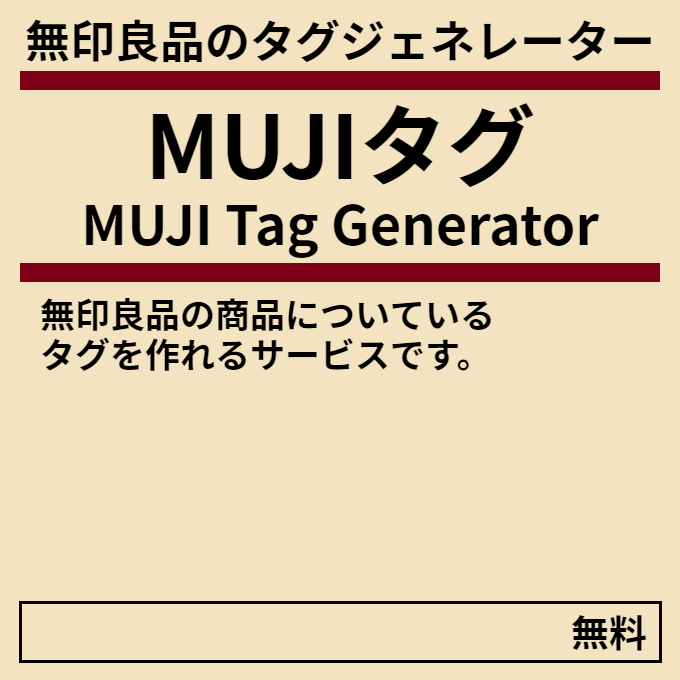 無印良品のタグジェネレーター
MUJIタグ
MUJI Tag Generator
無印良品の商品についている
タグを作れるサービスです。
無料